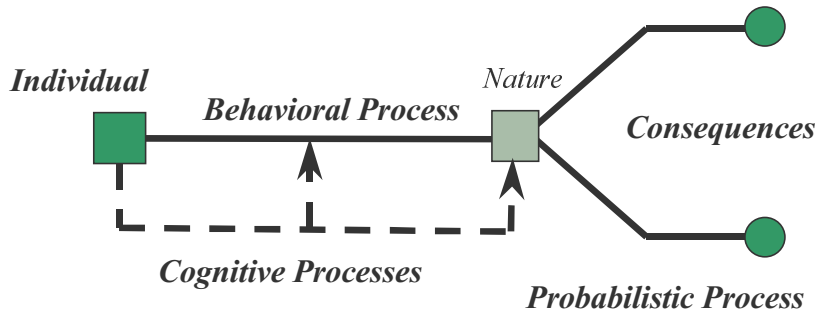 Individual
Nature
Behavioral Process
Consequences
Cognitive Processes
Probabilistic Process